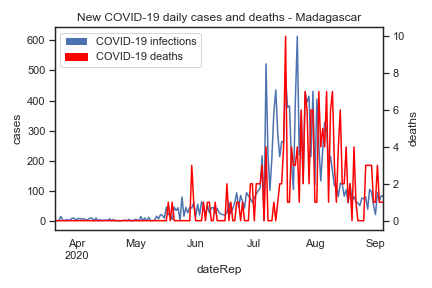 New COVID-19 daily cases and deaths - Madagascar
COVID-19 infections
COVID-19 deaths
600
500
400
300
200
100
0
cases
10
8
6
4
2
0
deaths
Apr
2020
May
Jun
Jul
Aug
Sep
dateRep